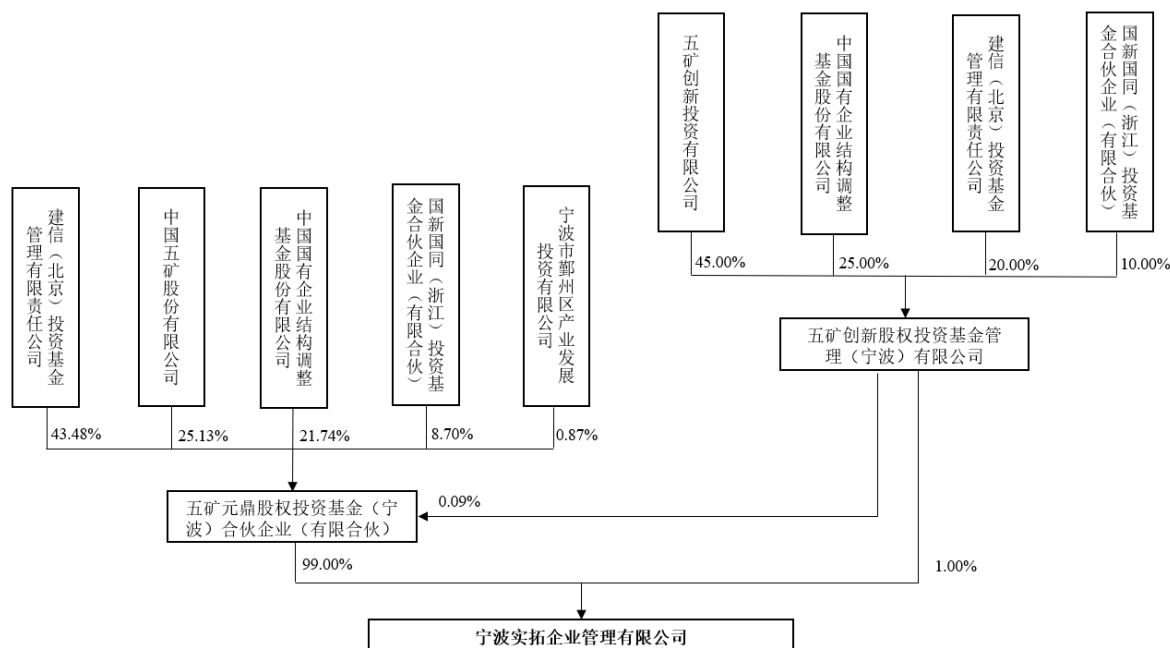 五矿创新投资有限公司
中国国有企业结构调整
基金股份有限公司
建信（北京）投资基金
管理有限责任公司
国新国同（浙江）投资基
金合伙企业（有限合伙）
45.00%
25.00%
20.00%
10.00%
五矿创新股权投资基金管
理（宁波）有限公司
建信（北京）投资基金
管理有限责任公司
中国五矿股份有限公司
中国国有企业结构调整
基金股份有限公司
国新国同（浙江）投资基
金合伙企业（有限合伙）
宁波市鄞州区产业发展
投资有限公司
43.48%
25.13%
21.74%
8.70%
0.87%
五矿元鼎股权投资基金（宁
波）合伙企业（有限合伙）
0.09%
99.00%
1.00%
宁波实拓企业管理有限公司